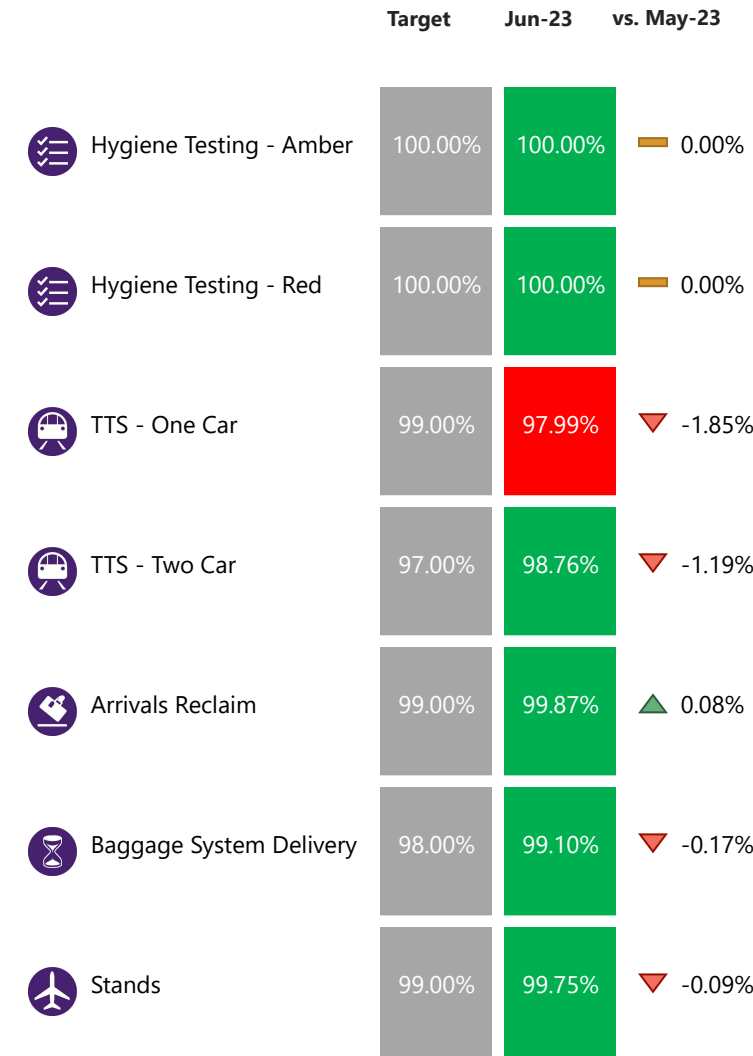 Target Jun-23 vs. May-23
Hygiene Testing - Amber 100.00% 100.00% 0.00%
Hygiene Testing - Red 100.00% 100.00% 0.00%
TTS - One Car 99.00% 97.99% -1.85%
TTS - Two Car 97.00% 98.76% -1.19%
Arrivals Reclaim 99.00% 99.87% 0.08%
Baggage System Delivery 98.00% 99.10% -0.17%
Stands 99.00% 99.75% -0.09%